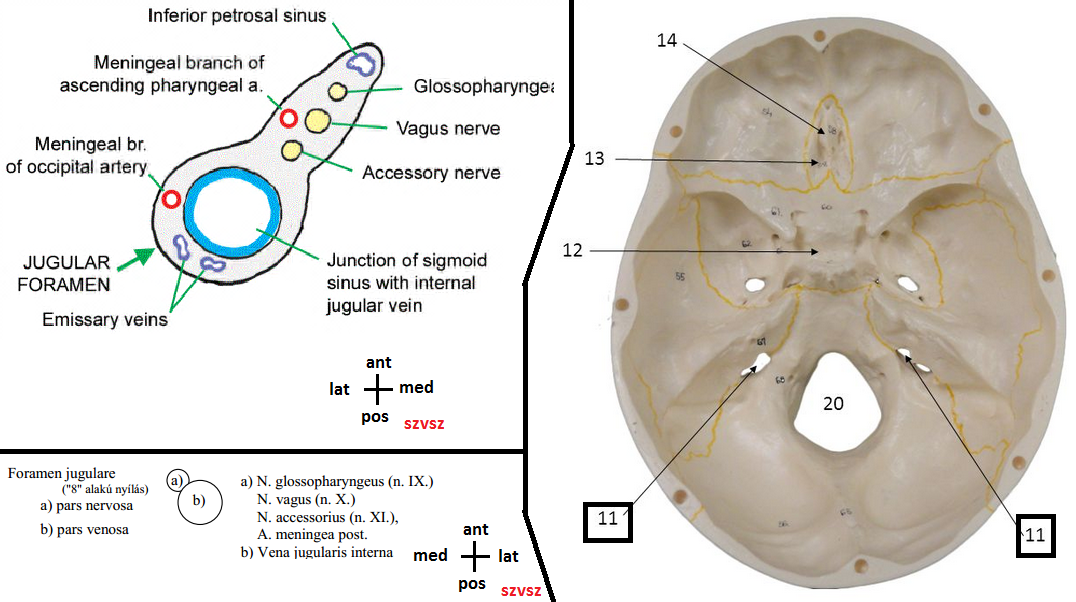 Inferior petrosal sinus
Meningeal branch of
ascending pharyngeal a.
Glossopharynge
Vagus nerve
Meningeal br.
of occipital artery
Accessory nerve
JUGULAR
FORAMEN
Junction of sigmoid
sinus with internal
jugular vein
Emissary veins
ant
lat
med
pos
szvsz
Foramen jugulare
("8" alakú nyílás)
a) pars nervosa
b) pars venosa
a)
b)
a) N. glossopharyngeus (n. IX.)
N. vagus (n. X.)
N. accessorius (n. XI.),
A. meningea post.
b) Vena jugularis interna
ant
med
lat
pos
szvsz
14
13
12
20
11
11